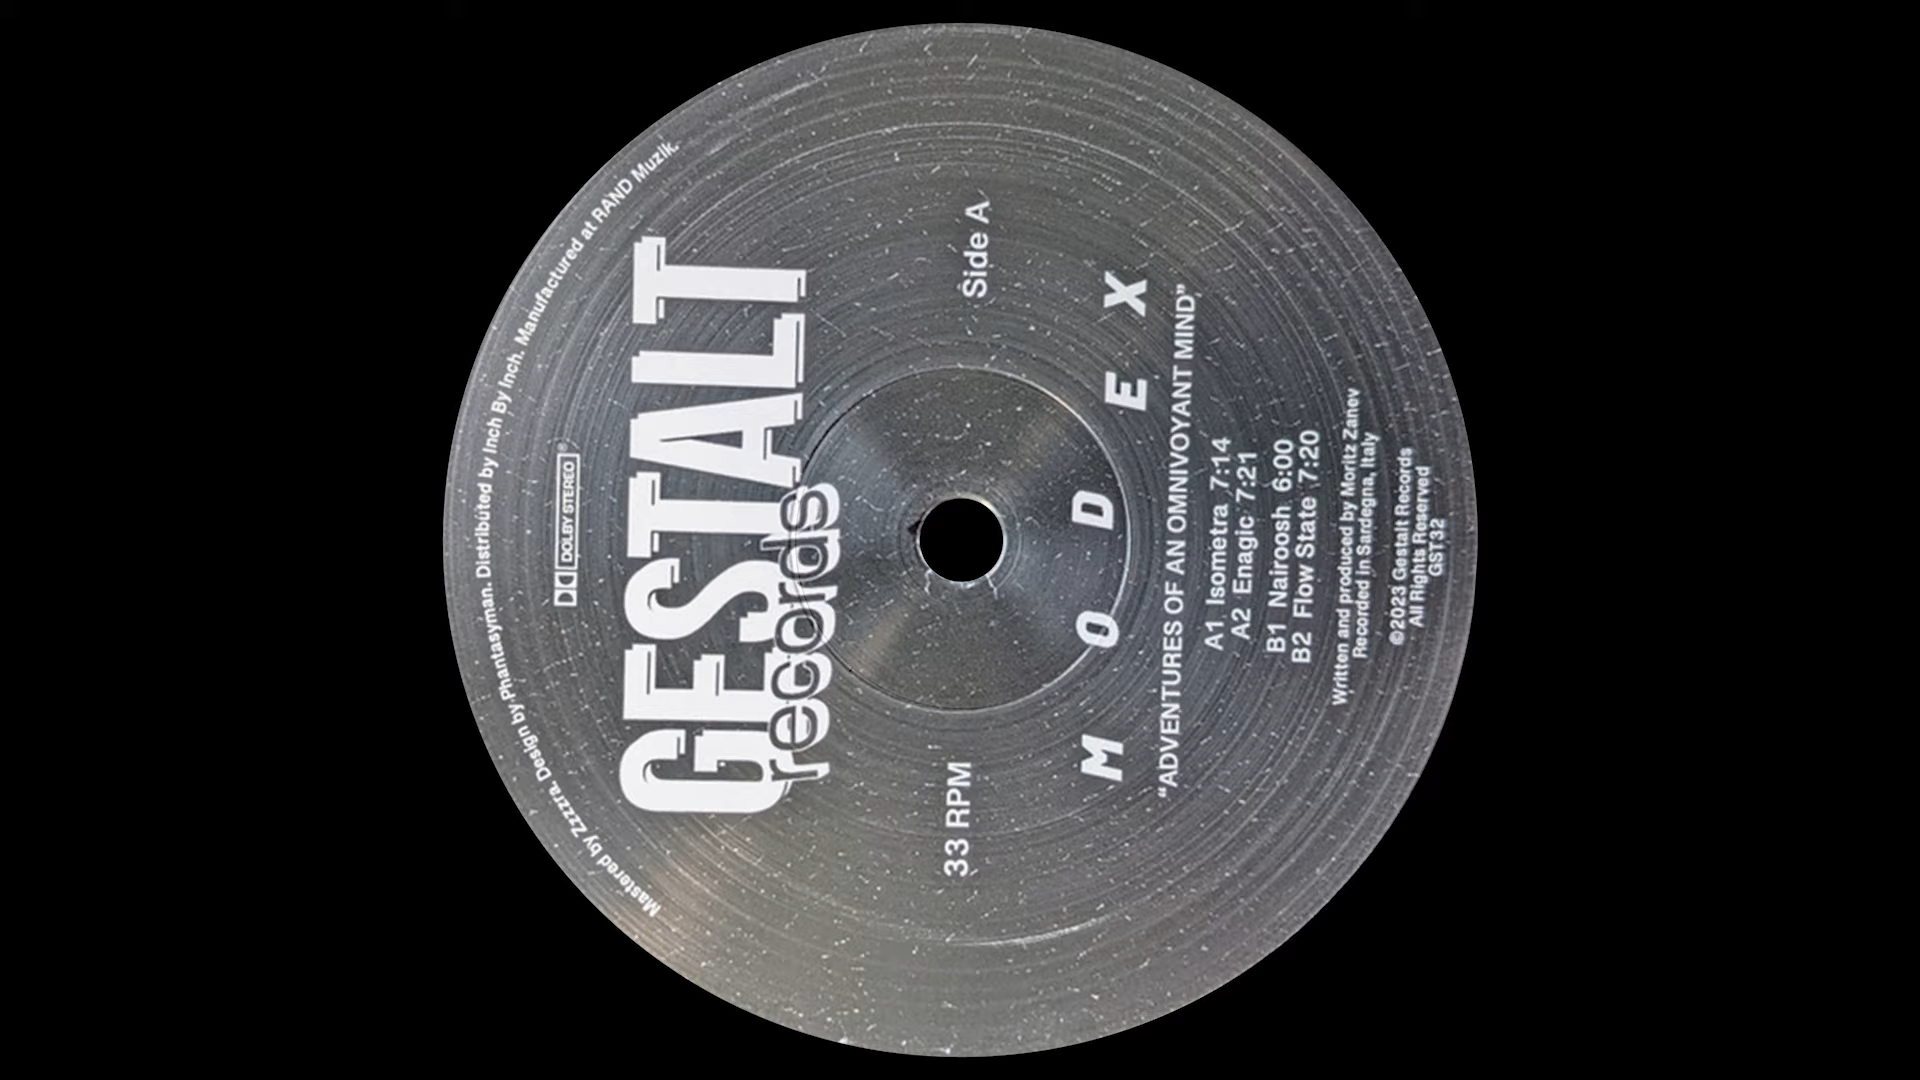 Mastered by Zzzzra. Design by Phantasyman. Distributed by Inch By Inch. Manufactured at RAND Muzik.
DOLBY STEREO
GESTALT
records
33 RPM
Side A
MODEX
“ADVENTURES OF AN OMNIVOYANT MIND”
A1 Isometra 7:14
A2 Enagic 7:21
B1 Nairoosh 6:00
B2 Flow State 7:20
Written and produced by Moritz Zanev
Recorded in Sardegna, Italy
©2023 Gestalt Records
All Rights Reserved
GST32